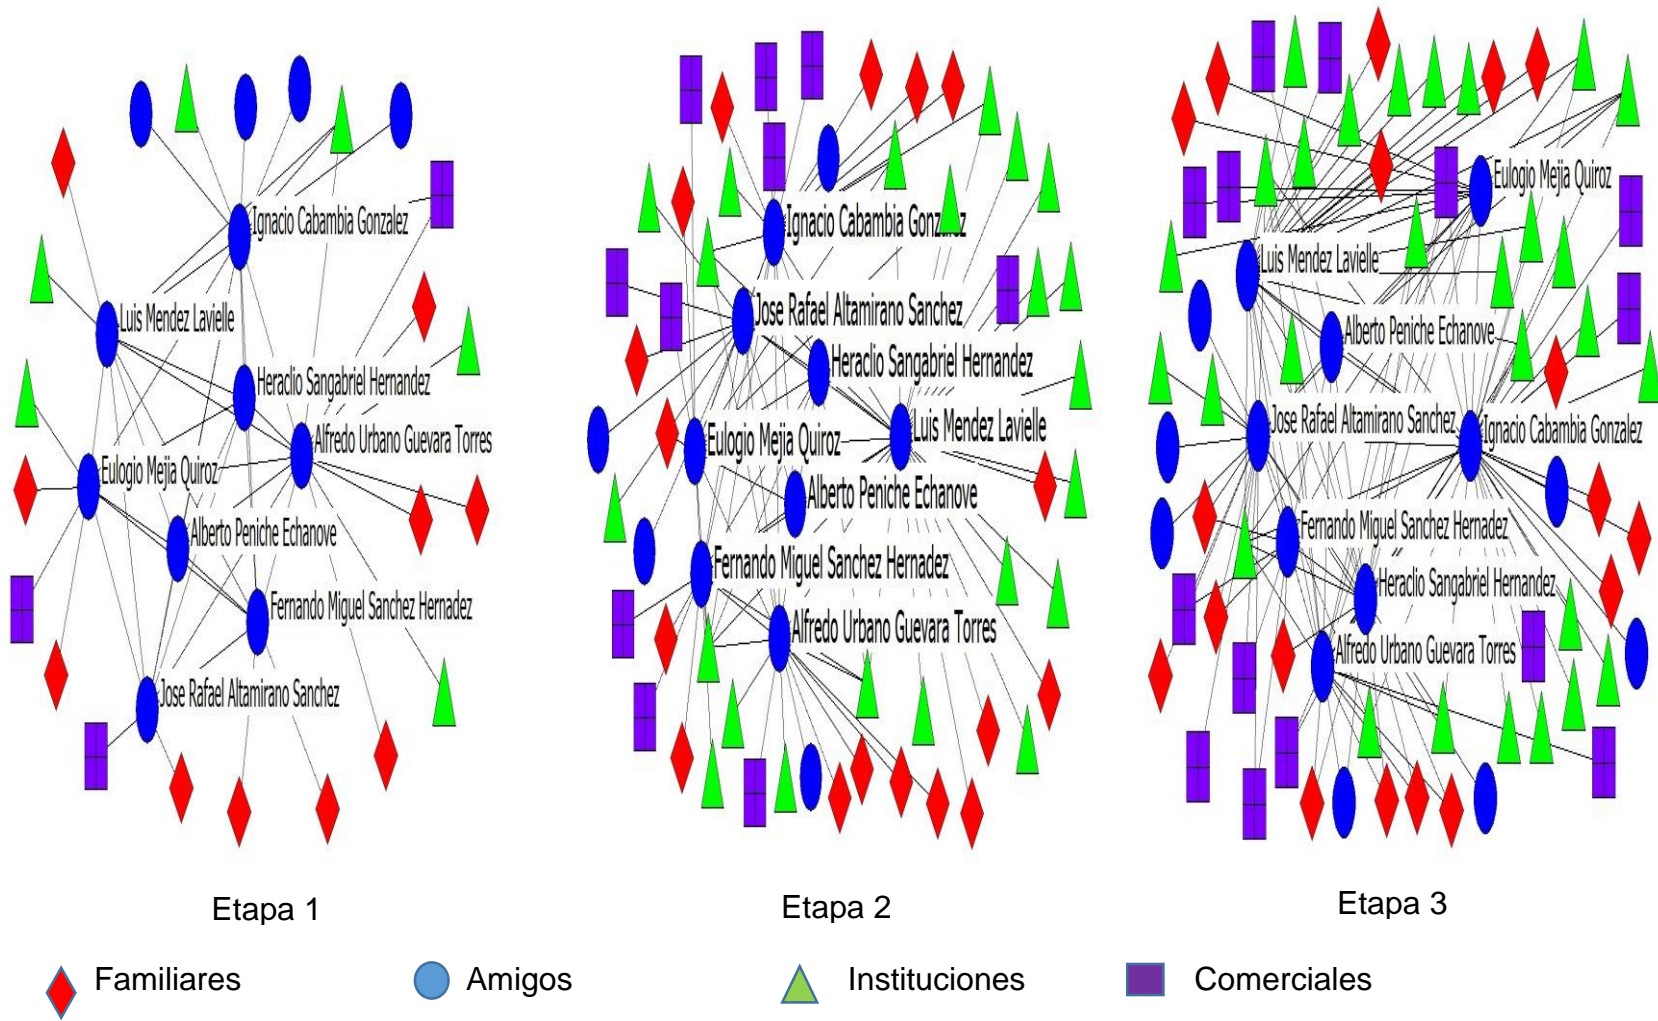 Ignacio Cabambia Gonzalez
Luis Mendez Lavielle
Heraclio Sangabriel Hernandez
Alfredo Urbano Guevara Torres
Eulogio Mejia Quiroz
Alberto Peniche Echanove
Fernando Miguel Sanchez Hernadez
Jose Rafael Altamirano Sanchez
Etapa 1
Ignacio Cabambia Gonzalez
Jose Rafael Altamirano Sanchez
Heraclio Sangabriel Hernandez
Luis Mendez Lavielle
Eulogio Mejia Quiroz
Alberto Peniche Echanove
Fernando Miguel Sanchez Hernadez
Alfredo Urbano Guevara Torres
Etapa 2
Eulogio Mejia Quiroz
Luis Mendez Lavielle
Alberto Peniche Echanove
Jose Rafael Altamirano Sanchez
Ignacio Cabambia Gonzalez
Fernando Miguel Sanchez Hernadez
Heraclio Sangabriel Hernandez
Alfredo Urbano Guevara Torres
Etapa 3
Familiares
Amigos
Instituciones
Comerciales